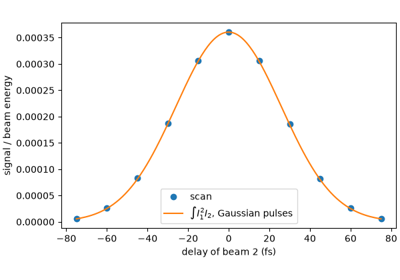 signal / beam energy
0.00035
0.00030
0.00025
0.00020
0.00015
0.00010
0.00005
0.00000
scan
∫I₁²I₂, Gaussian pulses
−80 −60 −40 −20 0 20 40 60 80
delay of beam 2 (fs)